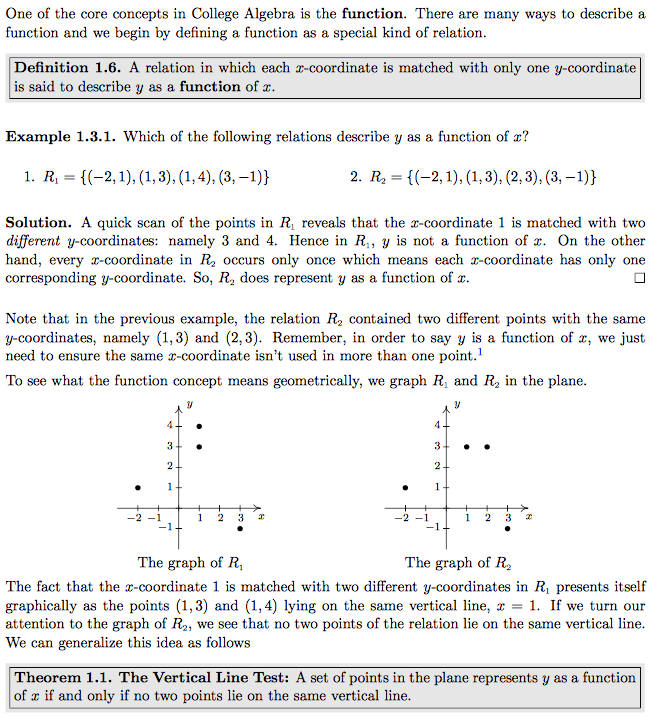 One of the core concepts in College Algebra is the function. There are many ways to describe a
function and we begin by defining a function as a special kind of relation.
Definition 1.6. A relation in which each x-coordinate is matched with only one y-coordinate
is said to describe y as a function of x.
Example 1.3.1. Which of the following relations describe y as a function of x?
1. R₁ = {(−2, 1), (1, 3), (1, 4), (3, −1)}
2. R₂ = {(−2, 1), (1, 3), (2, 3), (3, −1)}
Solution. A quick scan of the points in R₁ reveals that the x-coordinate 1 is matched with two
different y-coordinates: namely 3 and 4. Hence in R₁, y is not a function of x. On the other
hand, every x-coordinate in R₂ occurs only once which means each x-coordinate has only one
corresponding y-coordinate. So, R₂ does represent y as a function of x. □
Note that in the previous example, the relation R₂ contained two different points with the same
y-coordinates, namely (1, 3) and (2, 3). Remember, in order to say y is a function of x, we just
need to ensure the same x-coordinate isn't used in more than one point.¹
To see what the function concept means geometrically, we graph R₁ and R₂ in the plane.
y
4
3
2
1
−2 −1 1 2 3 x
−1
The graph of R₁
y
4
3
2
1
−2 −1 1 2 3 x
−1
The graph of R₂
The fact that the x-coordinate 1 is matched with two different y-coordinates in R₁ presents itself
graphically as the points (1, 3) and (1, 4) lying on the same vertical line, x = 1. If we turn our
attention to the graph of R₂, we see that no two points of the relation lie on the same vertical line.
We can generalize this idea as follows
Theorem 1.1. The Vertical Line Test: A set of points in the plane represents y as a function
of x if and only if no two points lie on the same vertical line.